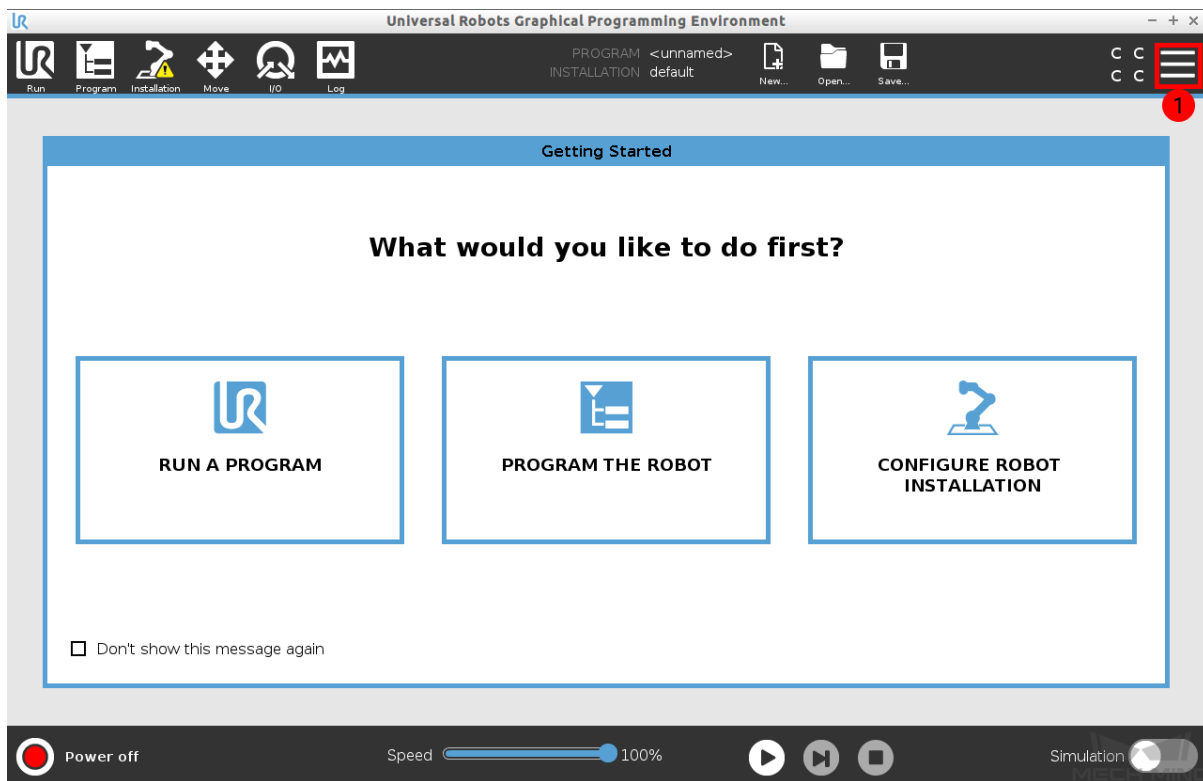 Universal Robots Graphical Programming Environment
Run
Program
Installation
Move
I/O
Log
PROGRAM <unnamed>
INSTALLATION default
New...
Open...
Save...
C C
C C
1
Getting Started
What would you like to do first?
RUN A PROGRAM
PROGRAM THE ROBOT
CONFIGURE ROBOT
INSTALLATION
Don't show this message again
Power off
Speed
100%
Simulation